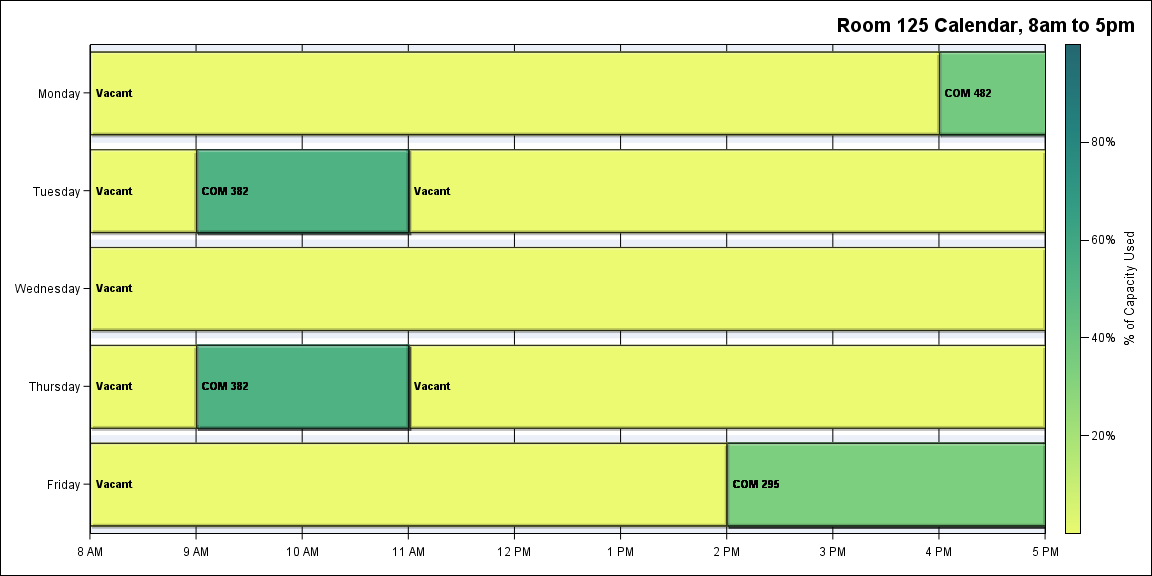 Room 125 Calendar, 8am to 5pm
Monday
Vacant
COM 482
Tuesday
Vacant
COM 382
Vacant
Wednesday
Vacant
Thursday
Vacant
COM 382
Vacant
Friday
Vacant
COM 295
8 AM
9 AM
10 AM
11 AM
12 PM
1 PM
2 PM
3 PM
4 PM
5 PM
80%
60%
40%
20%
% of Capacity Used